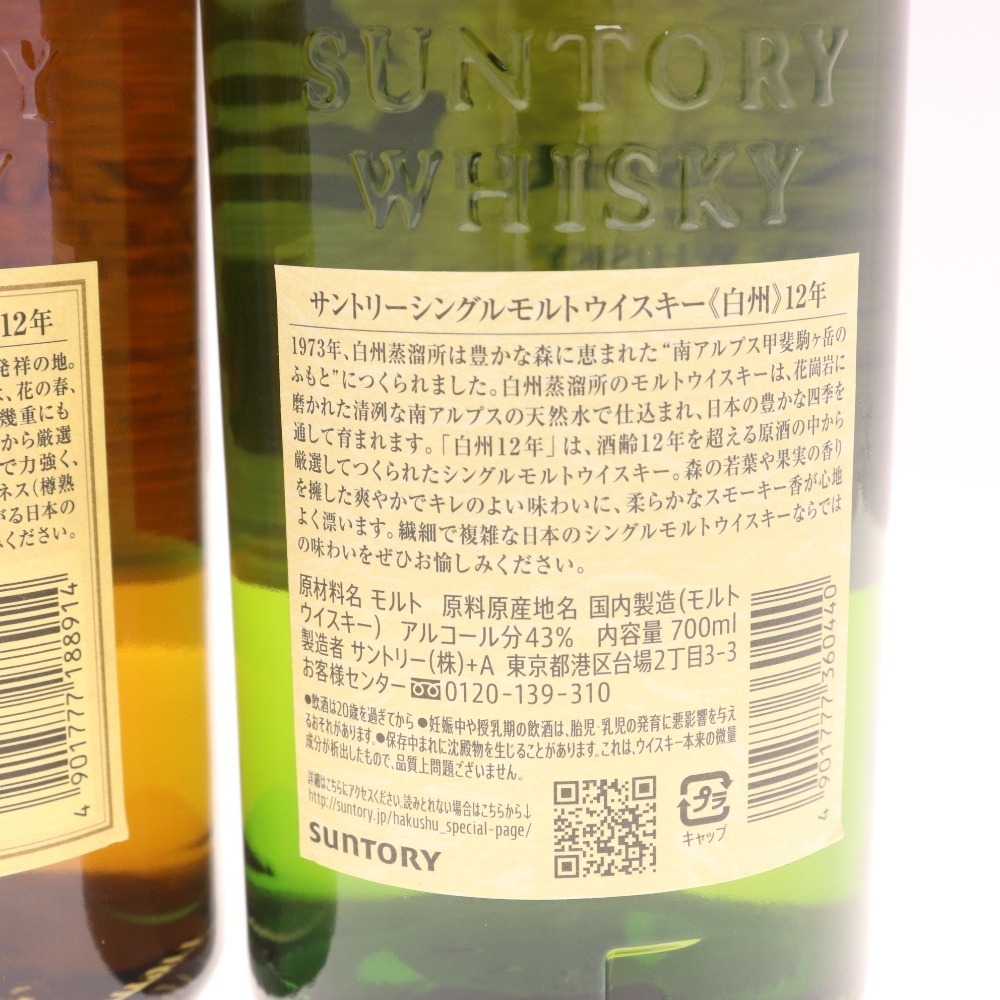 Y
Y
12年
発祥の地。
、花の春、
幾重にも
から厳選
で力強く、
ネス(樽熟
がる日本の
ください。
4901777188914
SUNTORY
WHISKY
サントリーシングルモルトウイスキー《白州》12年
1973年、白州蒸溜所は豊かな森に恵まれた“南アルプス甲斐駒ヶ岳の
ふもと”につくられました。白州蒸溜所のモルトウイスキーは、花崗岩に
磨かれた清冽な南アルプスの天然水で仕込まれ、日本の豊かな四季を
通して育まれます。「白州12年」は、酒齢12年を超える原酒の中から
厳選してつくられたシングルモルトウイスキー。森の若葉や果実の香り
を擁した爽やかでキレのよい味わいに、柔らかなスモーキー香が心地
よく漂います。繊細で複雑な日本のシングルモルトウイスキーならでは
の味わいをぜひお愉しみください。
原材料名 モルト 原料原産地名 国内製造(モルト
ウイスキー) アルコール分43% 内容量 700ml
製造者 サントリー(株)+A 東京都港区台場2丁目3-3
お客様センター 0120-139-310
●飲酒は20歳を過ぎてから ●妊娠中や授乳期の飲酒は、胎児・乳児の発育に悪影響を与え
るおそれがあります。●保存中まれに沈殿物を生じることがあります。これは、ウイスキー本来の微量
成分が析出したもので、品質上問題ございません。
詳細はこちらにアクセスください。読みとれない場合はこちらから↓
http://suntory.jp/hakushu_special-page/
SUNTORY
プラ
キャップ
4901777360440